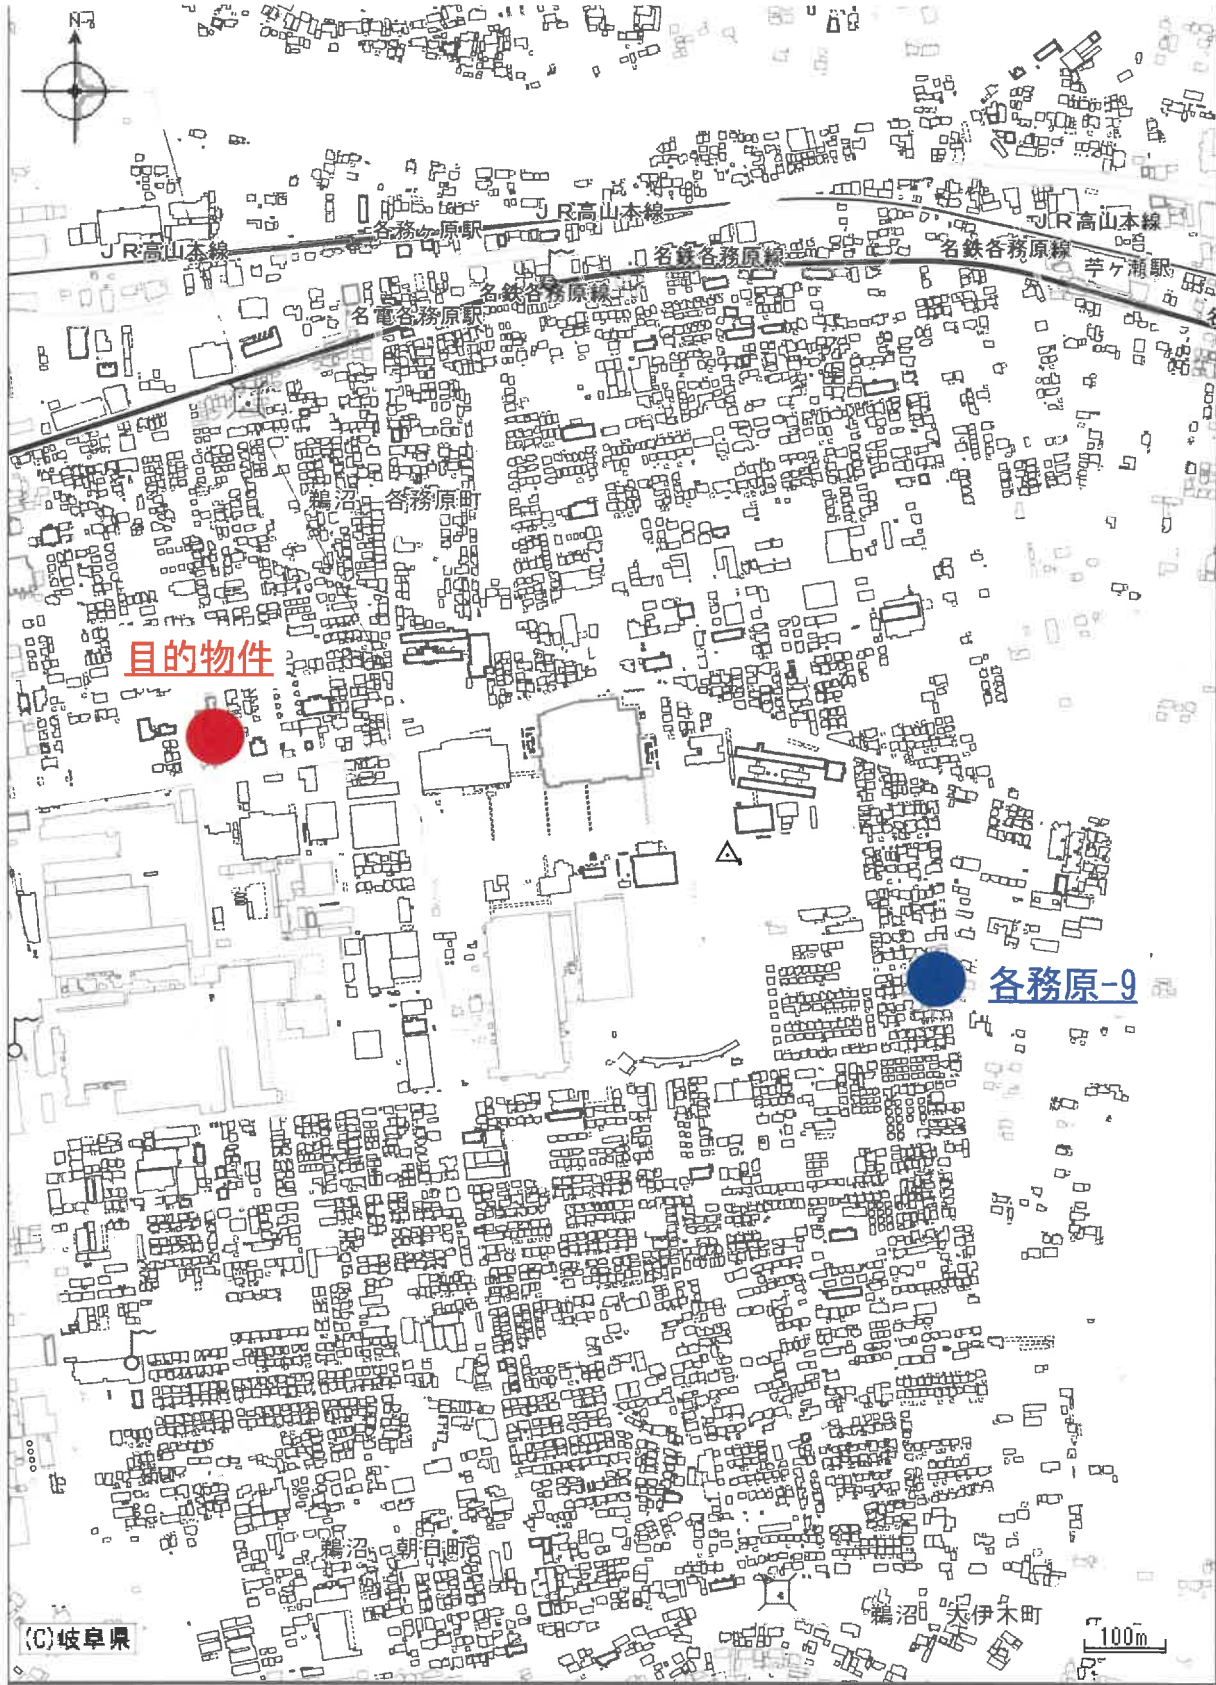 N
JR高山本線
各務ヶ原駅
JR高山本線
JR高山本線
名鉄各務原線
名鉄各務原線
苧ヶ瀬駅
名鉄各務原線
名電各務原駅
名
鵜沼 各務原町
目的物件
各務原-9
鵜沼 朝日町
鵜沼 大伊木町
(C)岐阜県
100m